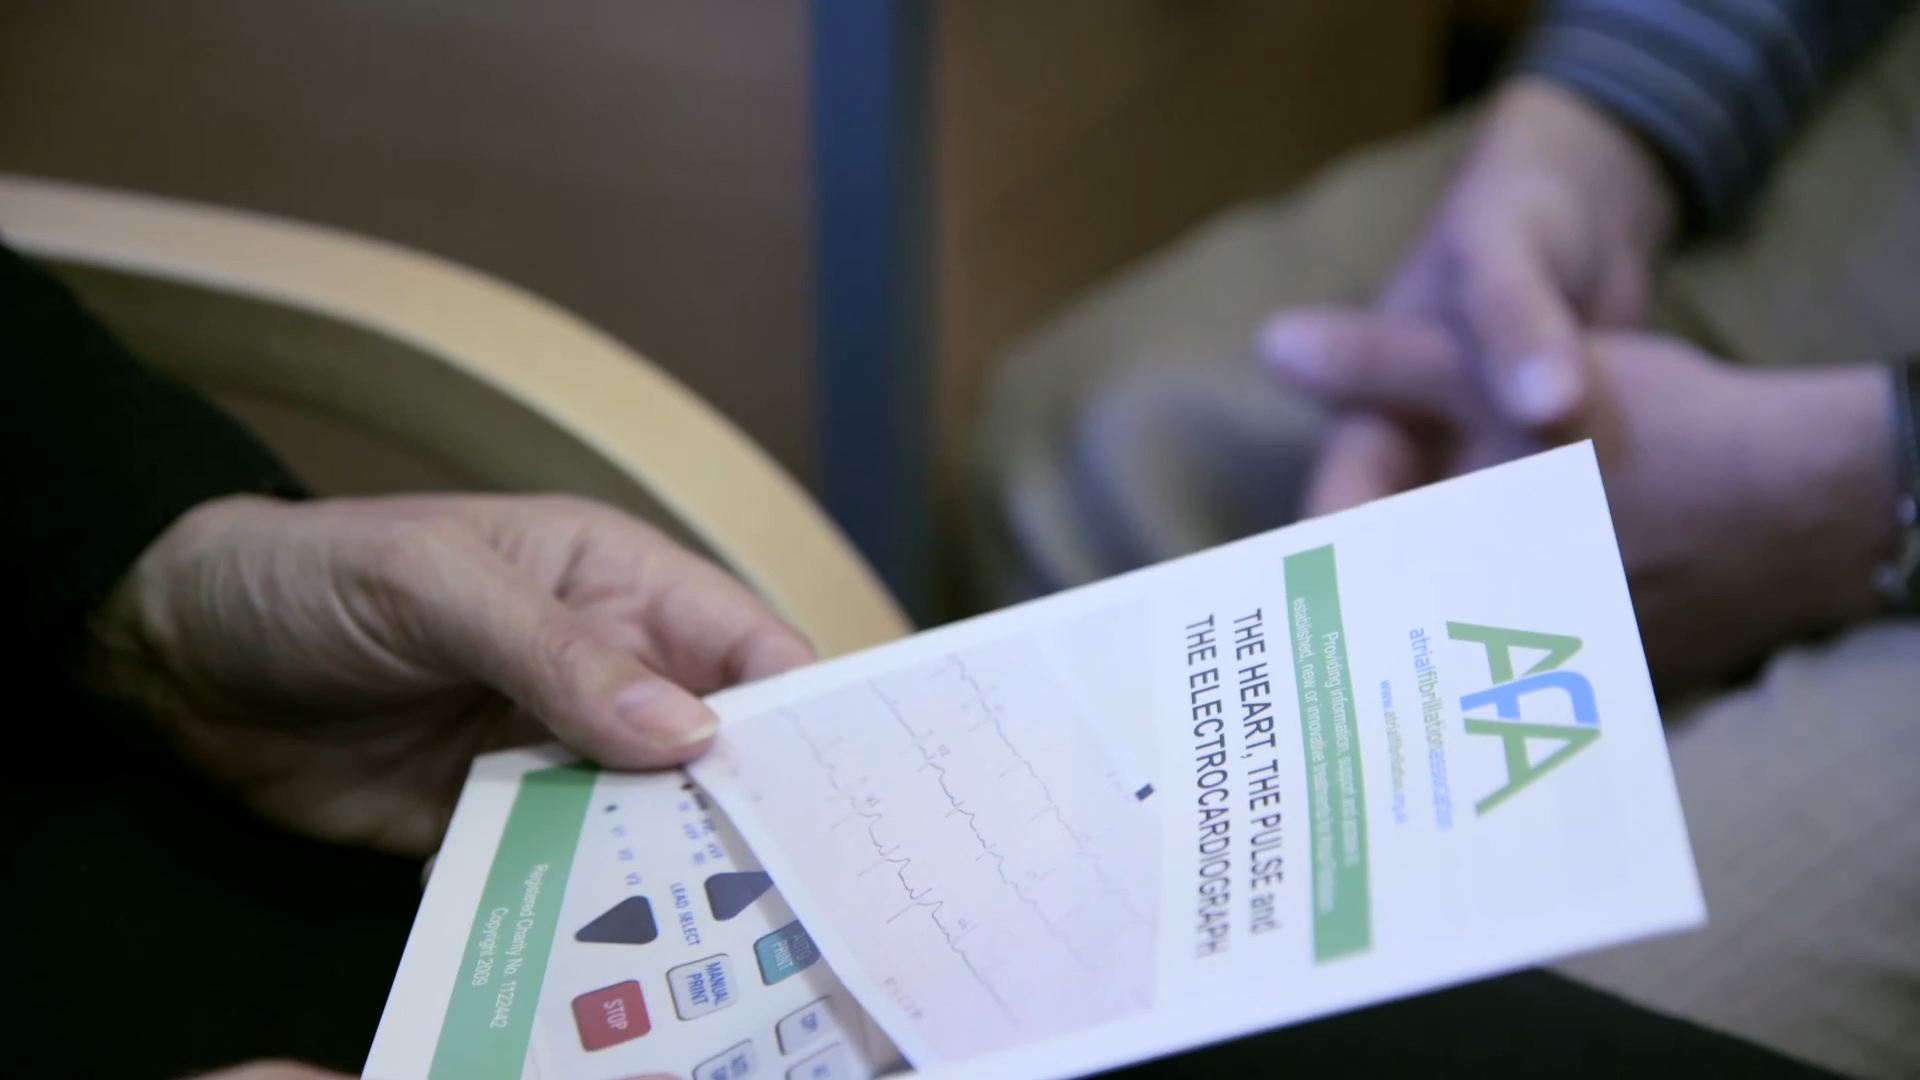 AFA
atrialfibrillationassociation
www.atrialfibrillation.org.uk
Providing information, support and access to
established, new or innovative treatments for Atrial Fibrillation
THE HEART, THE PULSE and
THE ELECTROCARDIOGRAPH
LEAD SELECT
AUTO
PRINT
MANUAL
PRINT
STOP
Registered Charity No. 1122442
Copyright 2009